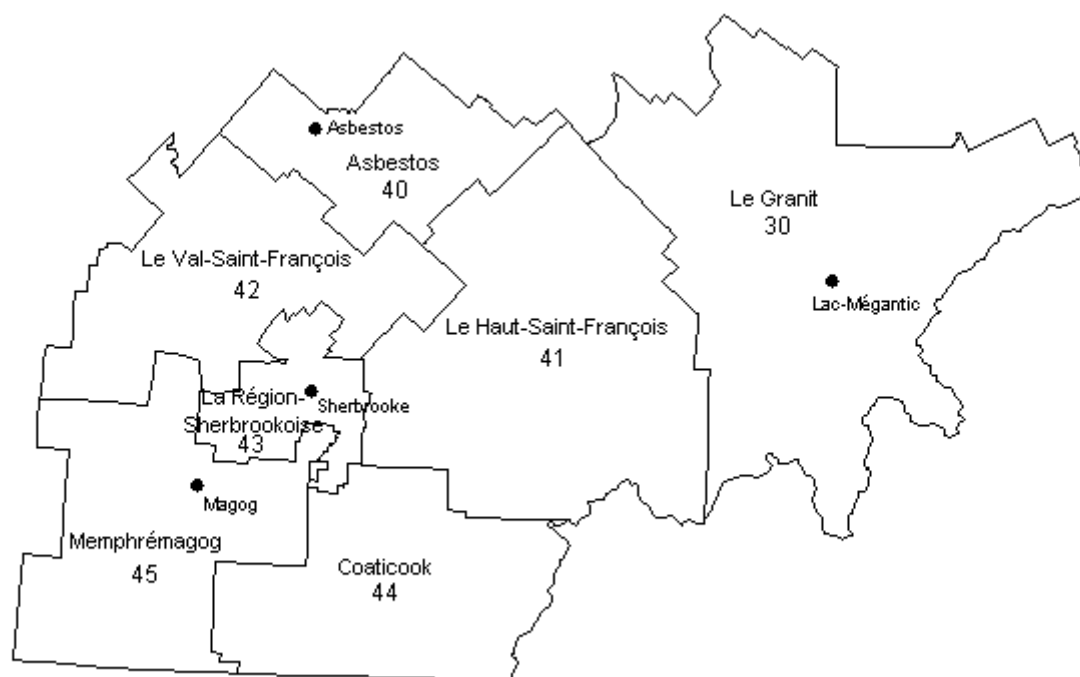 Asbestos
Asbestos
40
Le Granit
30
Le Val-Saint-François
42
Lac-Mégantic
Le Haut-Saint-François
41
La Région-
Sherbrookoise
43
Sherbrooke
Magog
Memphrémagog
45
Coaticook
44